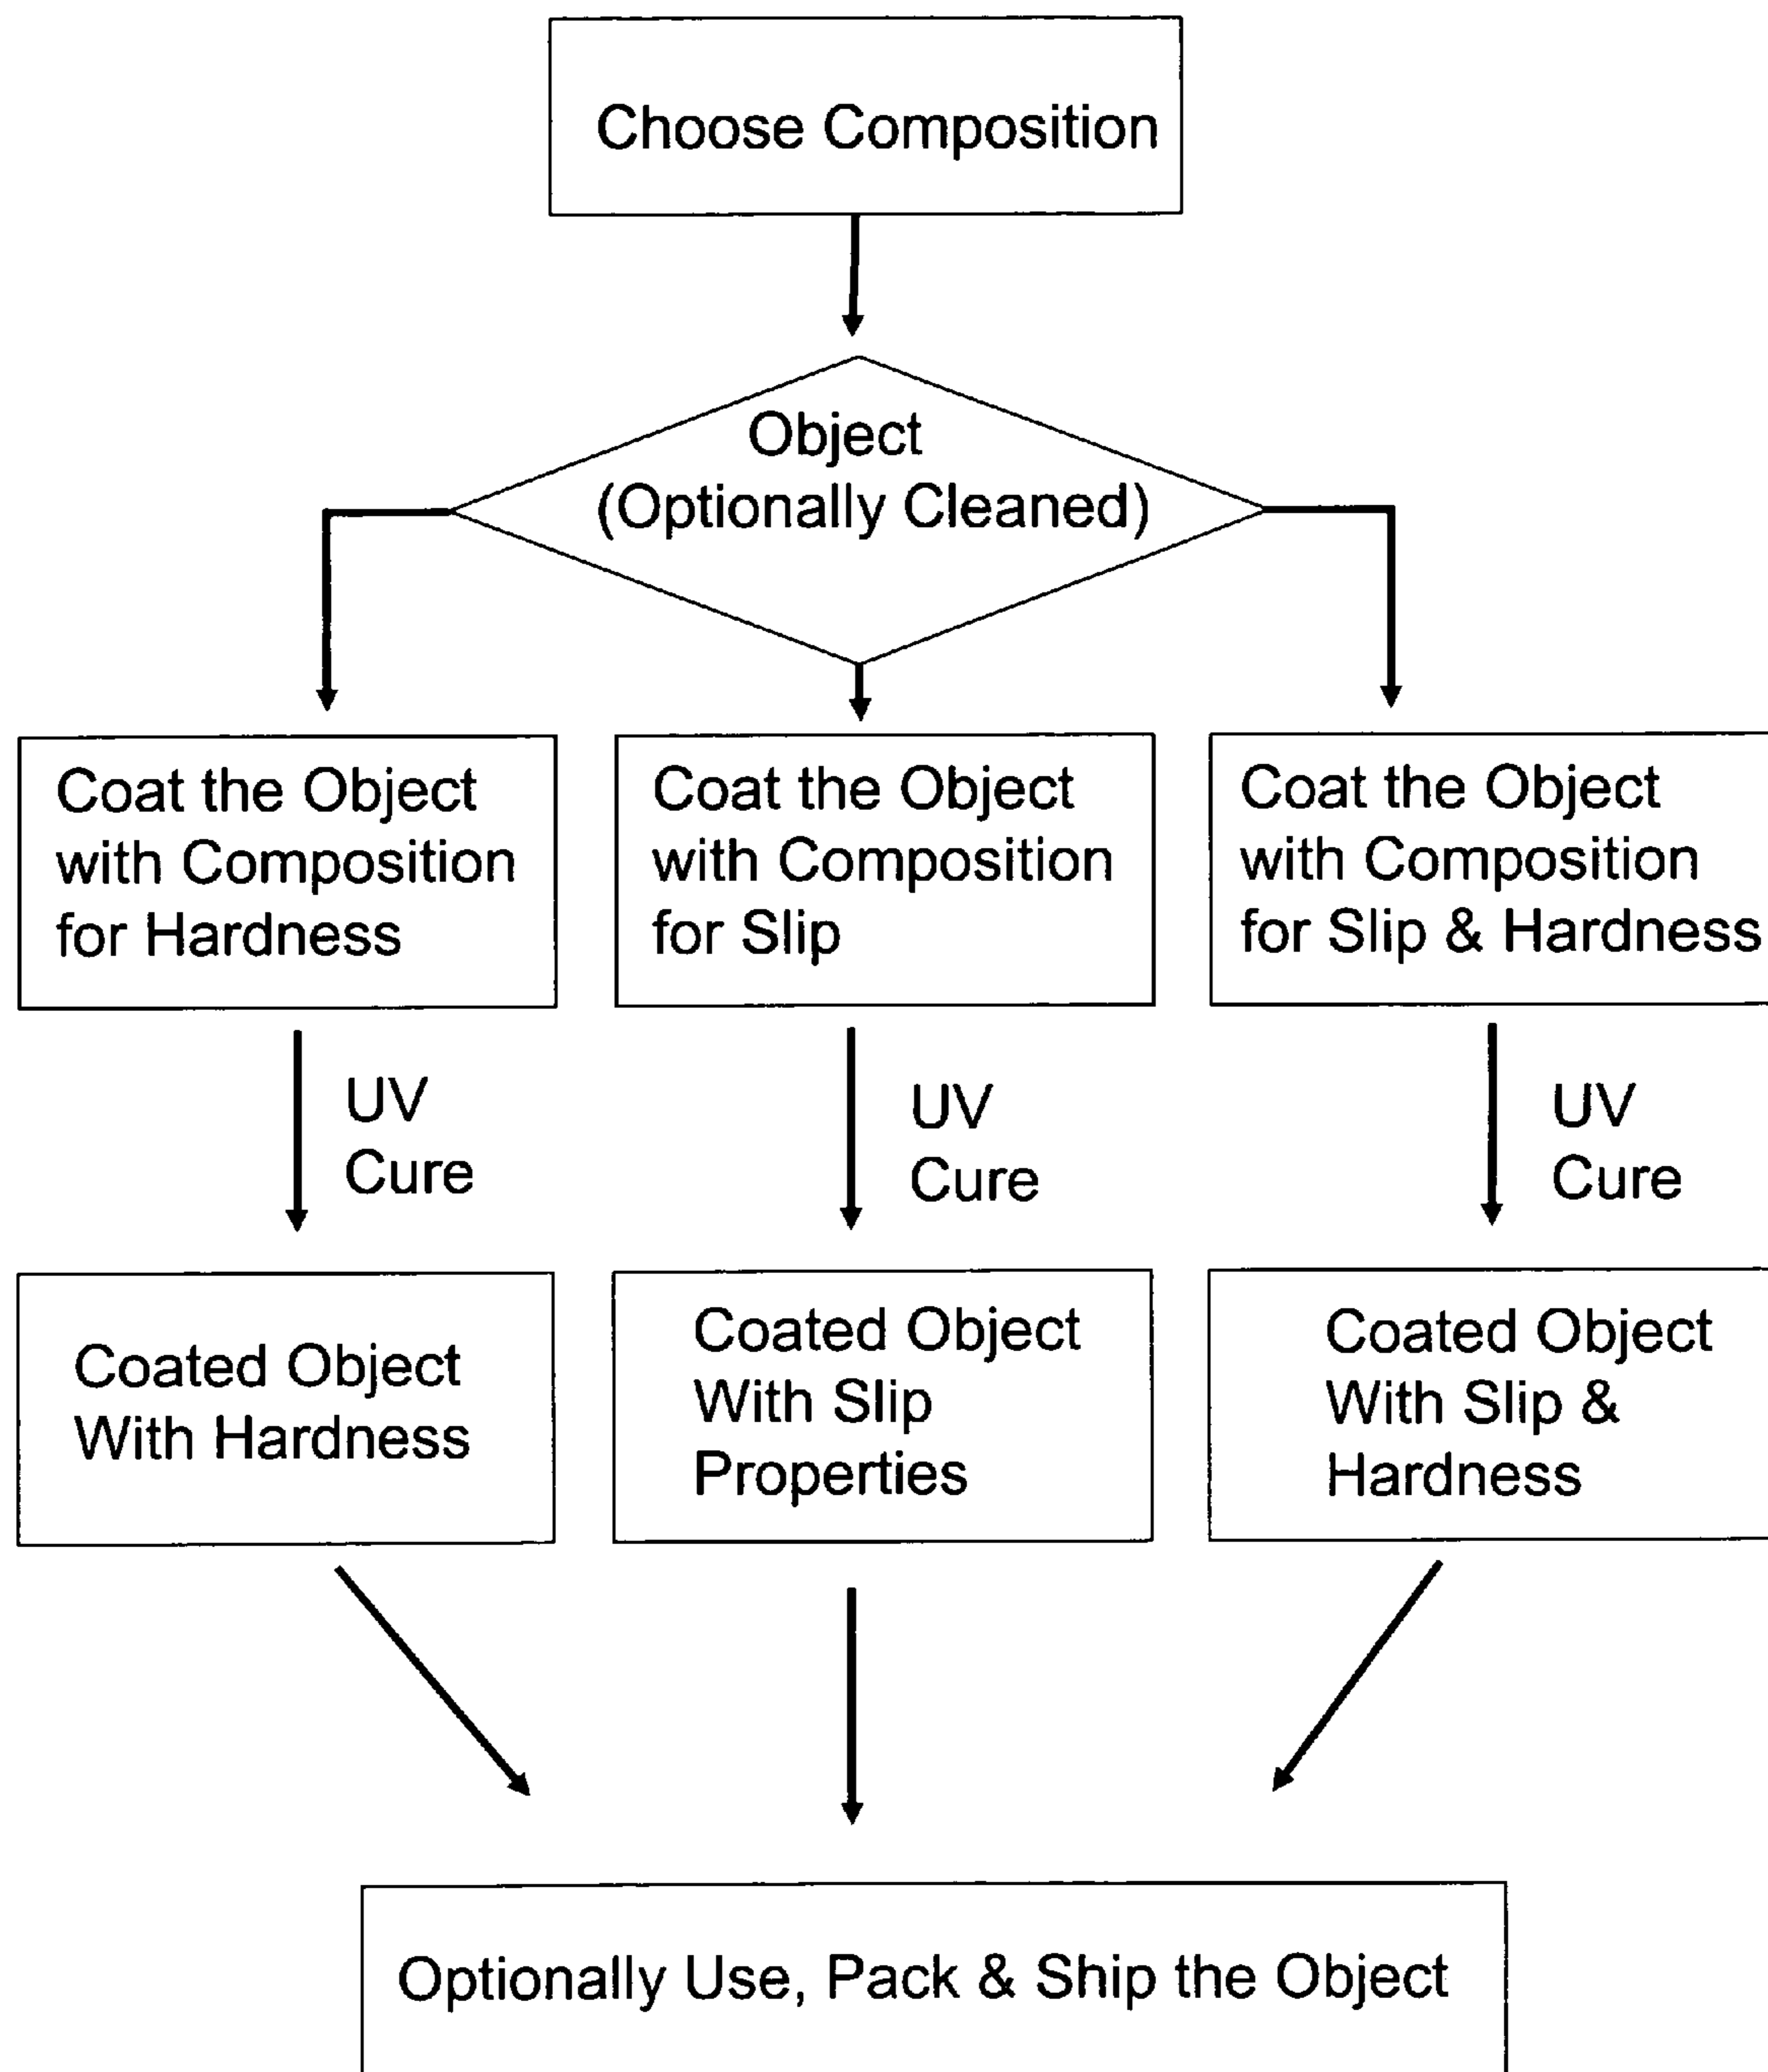 Choose Composition
Object
(Optionally Cleaned)
Coat the Object
with Composition
for Hardness
Coat the Object
with Composition
for Slip
Coat the Object
with Composition
for Slip & Hardness
UV
Cure
UV
Cure
UV
Cure
Coated Object
With Hardness
Coated Object
With Slip
Properties
Coated Object
With Slip &
Hardness
Optionally Use, Pack & Ship the Object